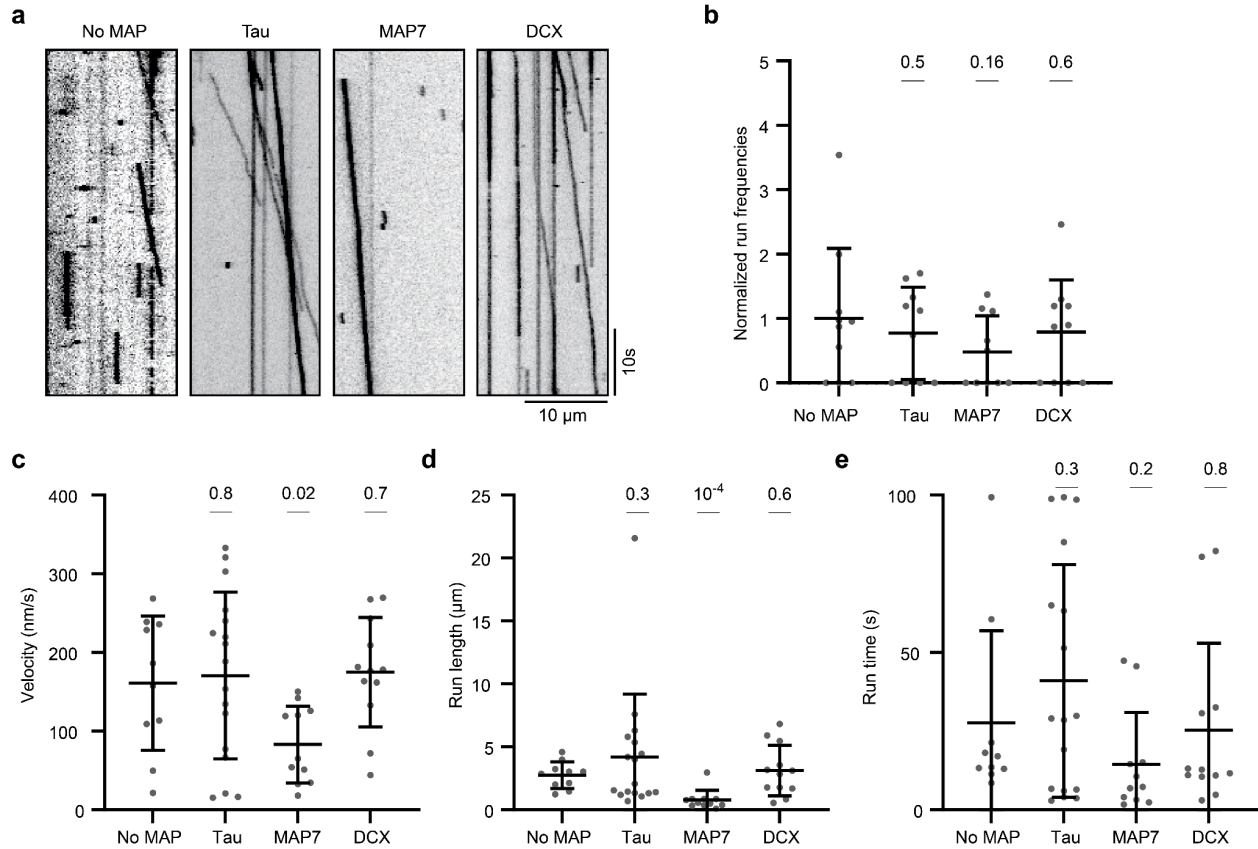 a
No MAP Tau MAP7 DCX
10s
10 µm
b
0.5 0.16 0.6
Normalized run frequencies
5
4
3
2
1
0
No MAP Tau MAP7 DCX
c
0.8 0.02 0.7
Velocity (nm/s)
400
300
200
100
0
No MAP Tau MAP7 DCX
d
0.3 10⁻⁴ 0.6
Run length (µm)
25
20
15
10
5
0
No MAP Tau MAP7 DCX
e
0.3 0.2 0.8
Run time (s)
100
50
0
No MAP Tau MAP7 DCX